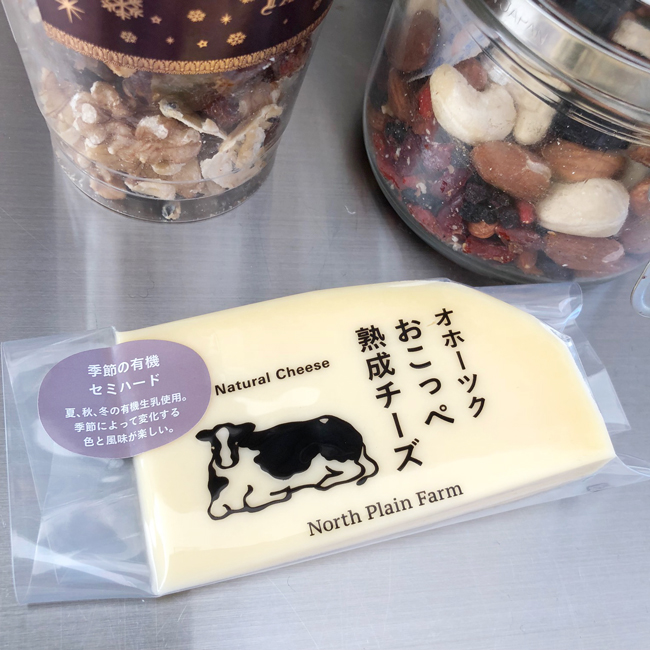 季節の有機
セミハード
夏、秋、冬の有機生乳使用。
季節によって変化する
色と風味が楽しい。
Natural Cheese
オホーツク
おこっぺ
熟成チーズ
North Plain Farm